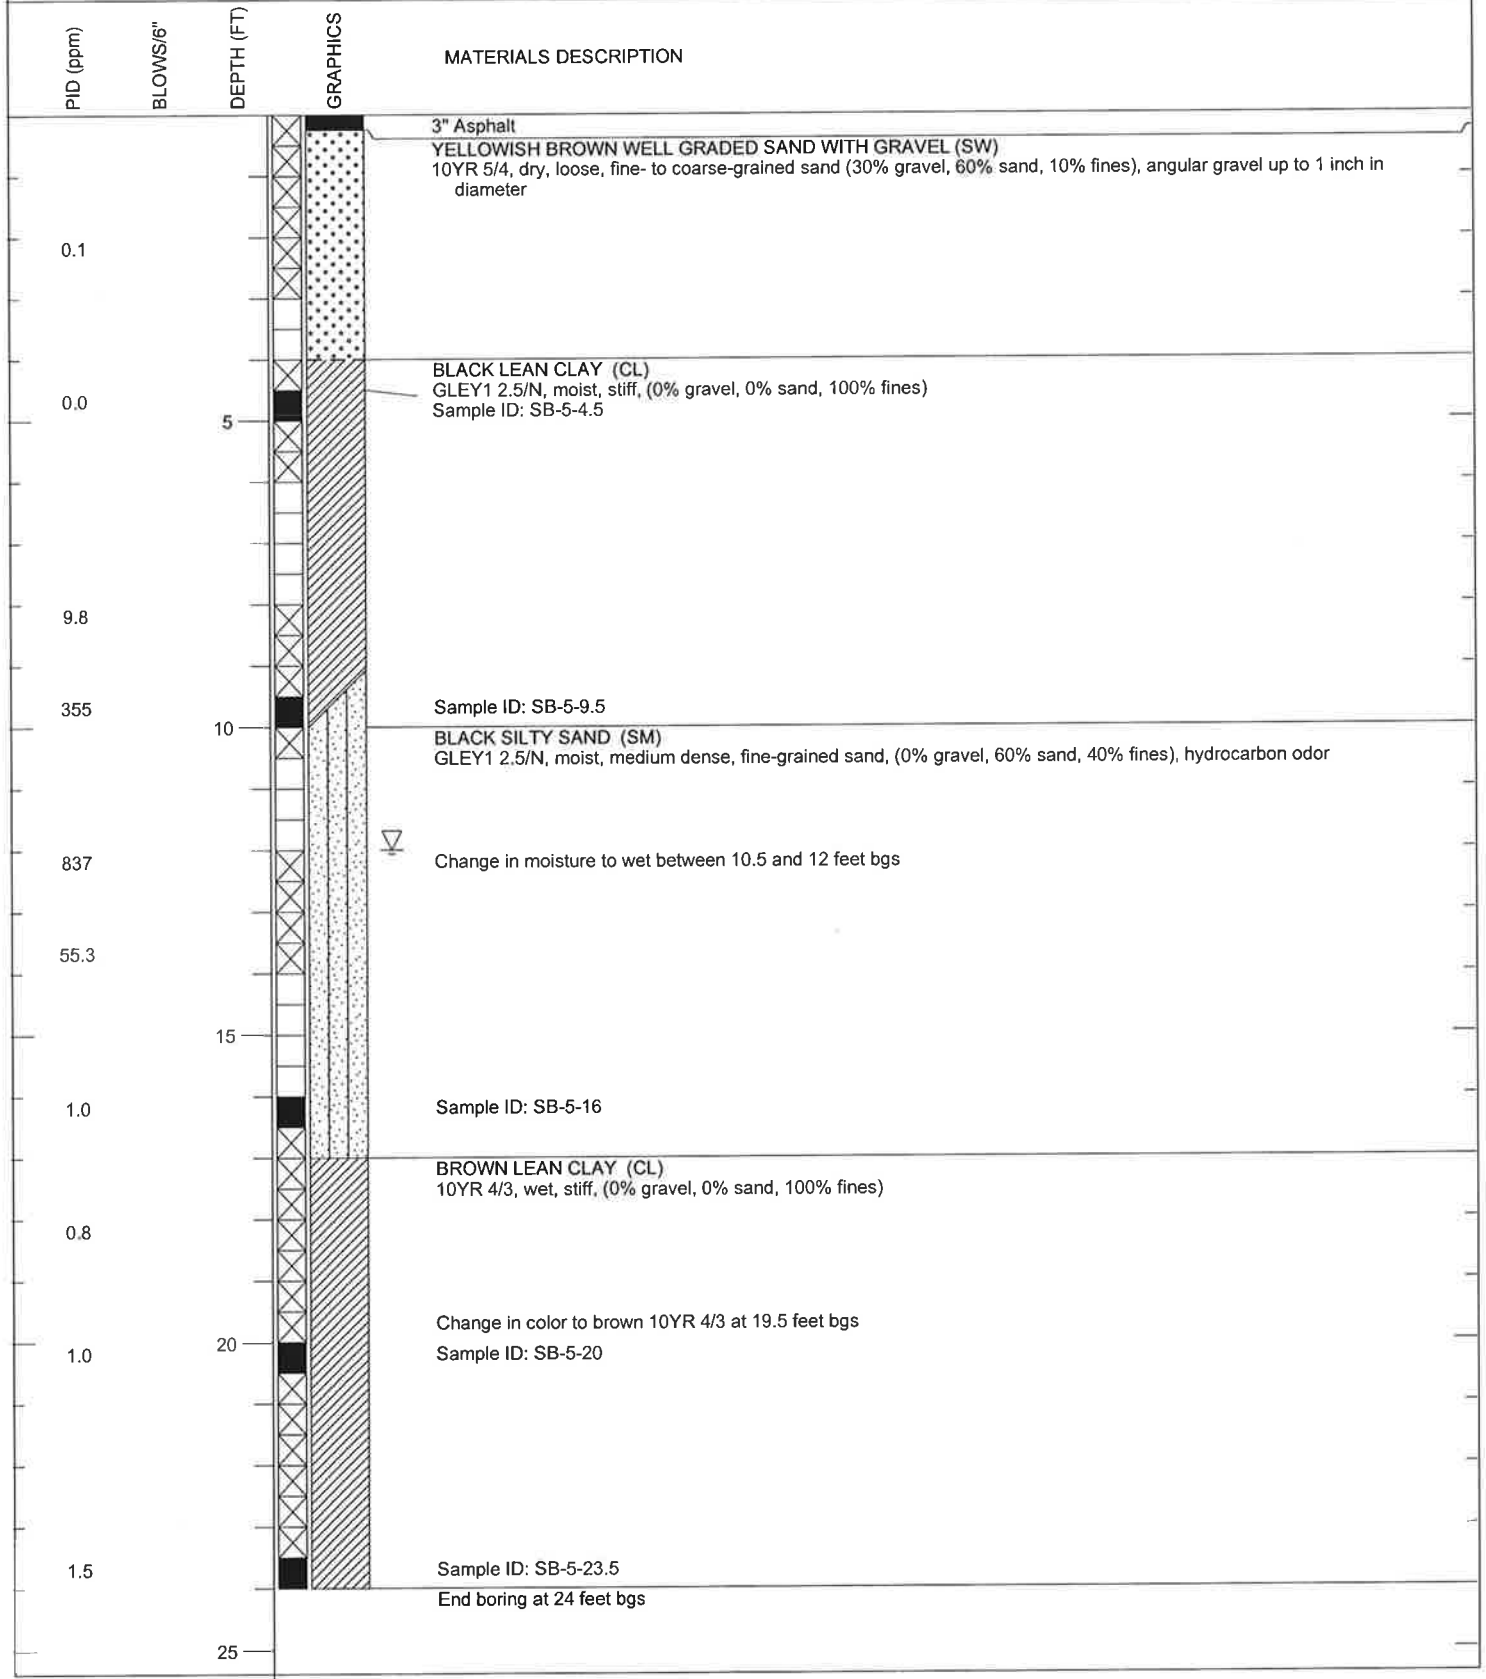 PID (ppm)
BLOWS/6"
DEPTH (FT)
GRAPHICS
MATERIALS DESCRIPTION
3" Asphalt
YELLOWISH BROWN WELL GRADED SAND WITH GRAVEL (SW)
10YR 5/4, dry, loose, fine- to coarse-grained sand (30% gravel, 60% sand, 10% fines), angular gravel up to 1 inch in
diameter
0.1
BLACK LEAN CLAY (CL)
GLEY1 2.5/N, moist, stiff, (0% gravel, 0% sand, 100% fines)
0.0
Sample ID: SB-5-4.5
5
9.8
355
Sample ID: SB-5-9.5
10
BLACK SILTY SAND (SM)
GLEY1 2.5/N, moist, medium dense, fine-grained sand, (0% gravel, 60% sand, 40% fines), hydrocarbon odor
837
Change in moisture to wet between 10.5 and 12 feet bgs
55.3
15
1.0
Sample ID: SB-5-16
BROWN LEAN CLAY (CL)
10YR 4/3, wet, stiff, (0% gravel, 0% sand, 100% fines)
0.8
Change in color to brown 10YR 4/3 at 19.5 feet bgs
20
1.0
Sample ID: SB-5-20
1.5
Sample ID: SB-5-23.5
End boring at 24 feet bgs
25